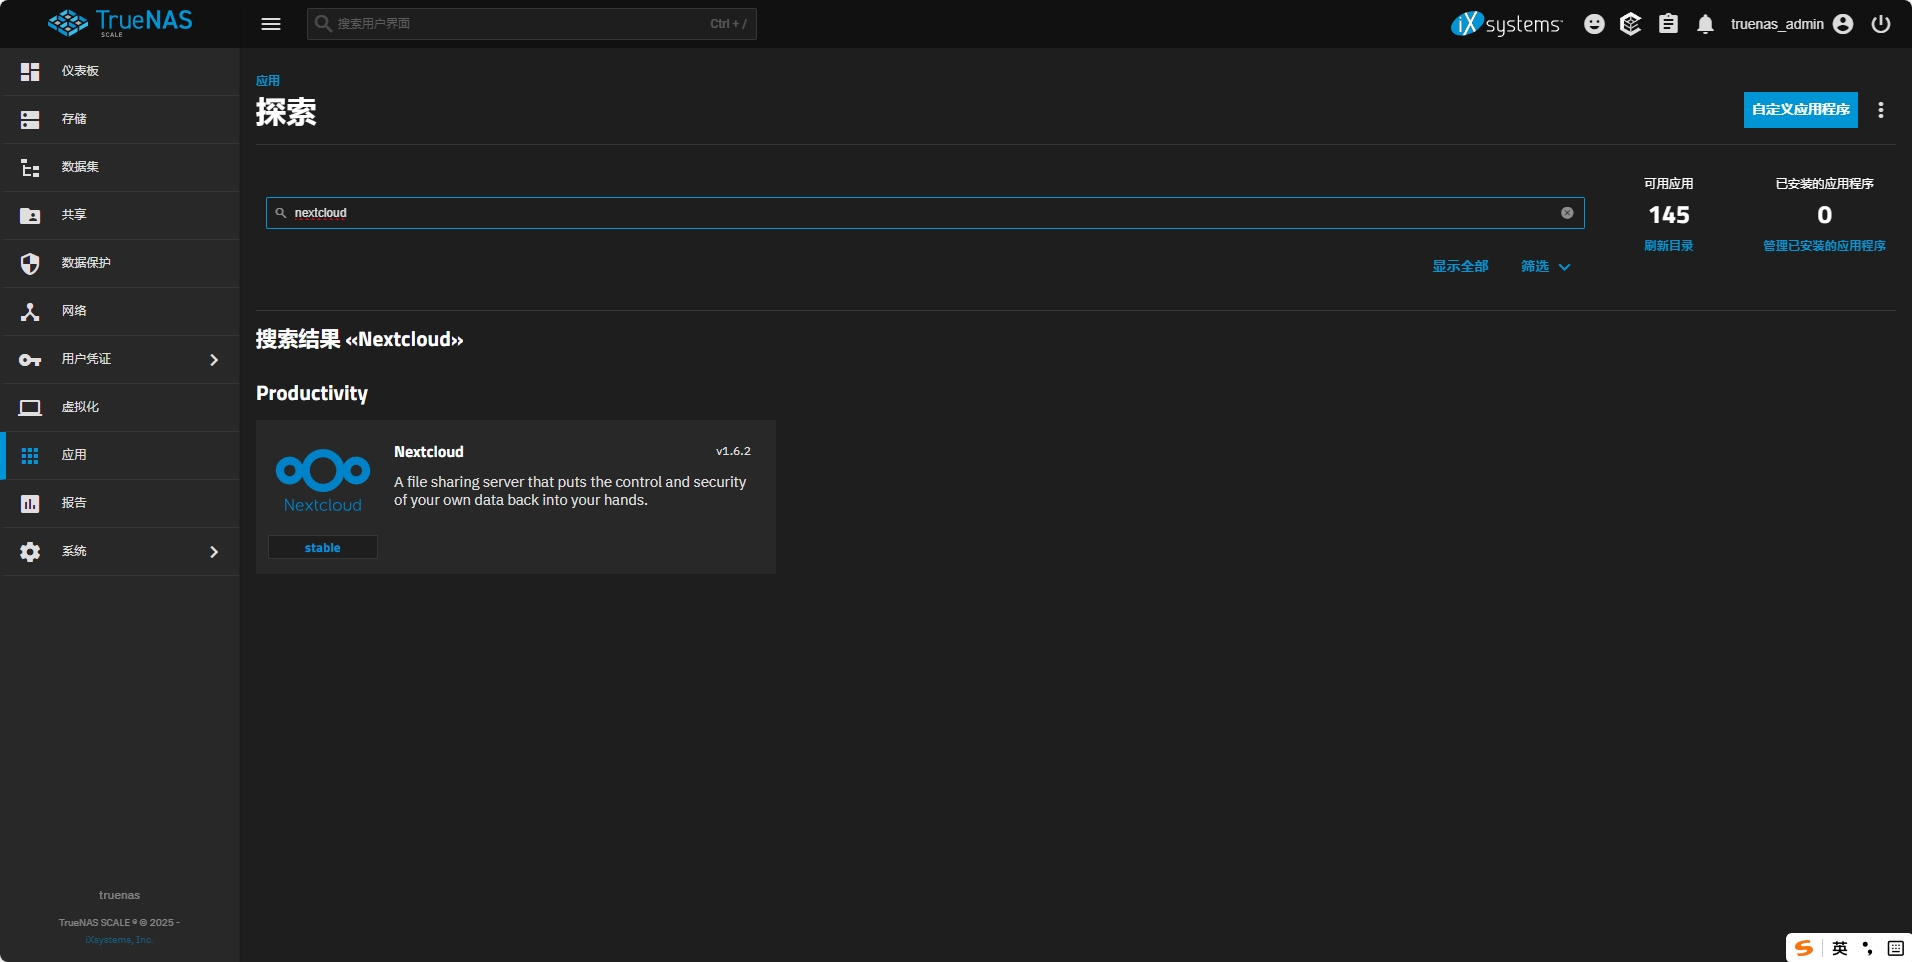 TrueNAS
SCALE
搜索用户界面
Ctrl + /
iXsystems
truenas_admin
仪表板
存储
数据集
共享
数据保护
网络
用户凭证
虚拟化
应用
报告
系统
truenas
TrueNAS SCALE ® © 2025 -
iXsystems, Inc.
应用
探索
自定义应用程序
nextcloud
可用应用
145
刷新目录
已安装的应用程序
0
管理已安装的应用程序
显示全部
筛选
搜索结果 «Nextcloud»
Productivity
Nextcloud
Nextcloud
v1.6.2
A file sharing server that puts the control and security
of your own data back into your hands.
stable
英